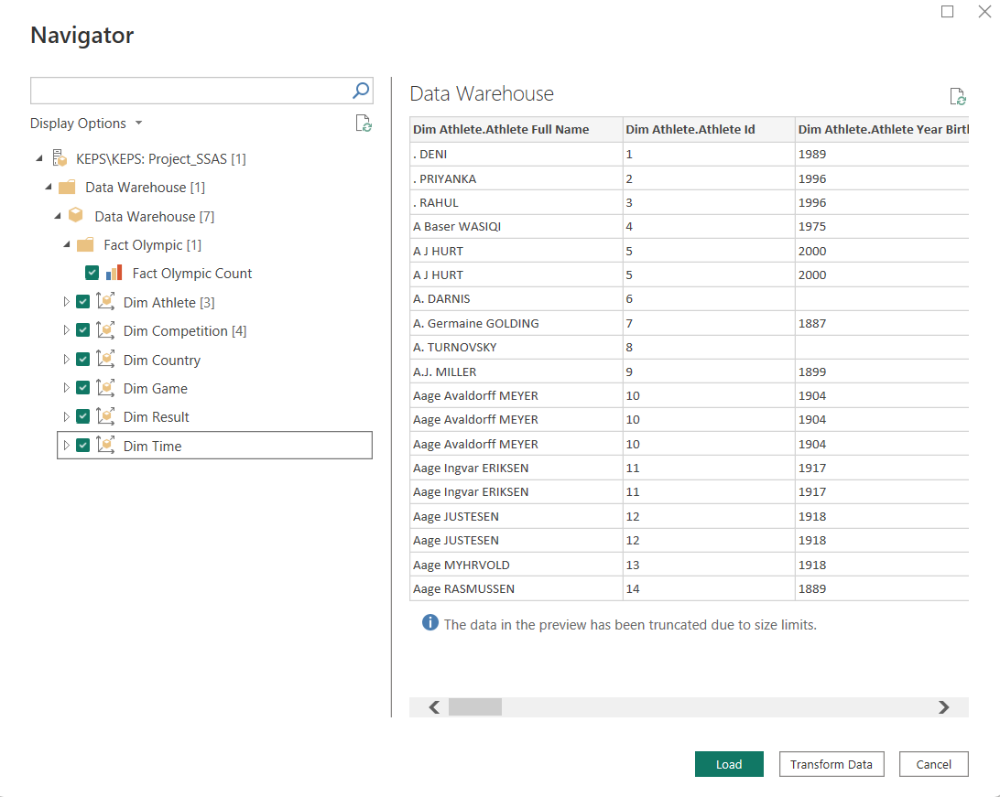 Navigator
Display Options
KEPS\KEPS: Project_SSAS [1]
Data Warehouse [1]
Data Warehouse [7]
Fact Olympic [1]
Fact Olympic Count
Dim Athlete [3]
Dim Competition [4]
Dim Country
Dim Game
Dim Result
Dim Time
Data Warehouse
Dim Athlete.Athlete Full Name Dim Athlete.Athlete Id Dim Athlete.Athlete Year Birth
. DENI 1 1989
. PRIYANKA 2 1996
. RAHUL 3 1996
A Baser WASIQI 4 1975
A J HURT 5 2000
A J HURT 5 2000
A. DARNIS 6
A. Germaine GOLDING 7 1887
A. TURNOVSKY 8
A.J. MILLER 9 1899
Aage Avaldorff MEYER 10 1904
Aage Avaldorff MEYER 10 1904
Aage Avaldorff MEYER 10 1904
Aage Ingvar ERIKSEN 11 1917
Aage Ingvar ERIKSEN 11 1917
Aage JUSTESEN 12 1918
Aage JUSTESEN 12 1918
Aage MYHRVOLD 13 1918
Aage RASMUSSEN 14 1889
The data in the preview has been truncated due to size limits.
Load Transform Data Cancel